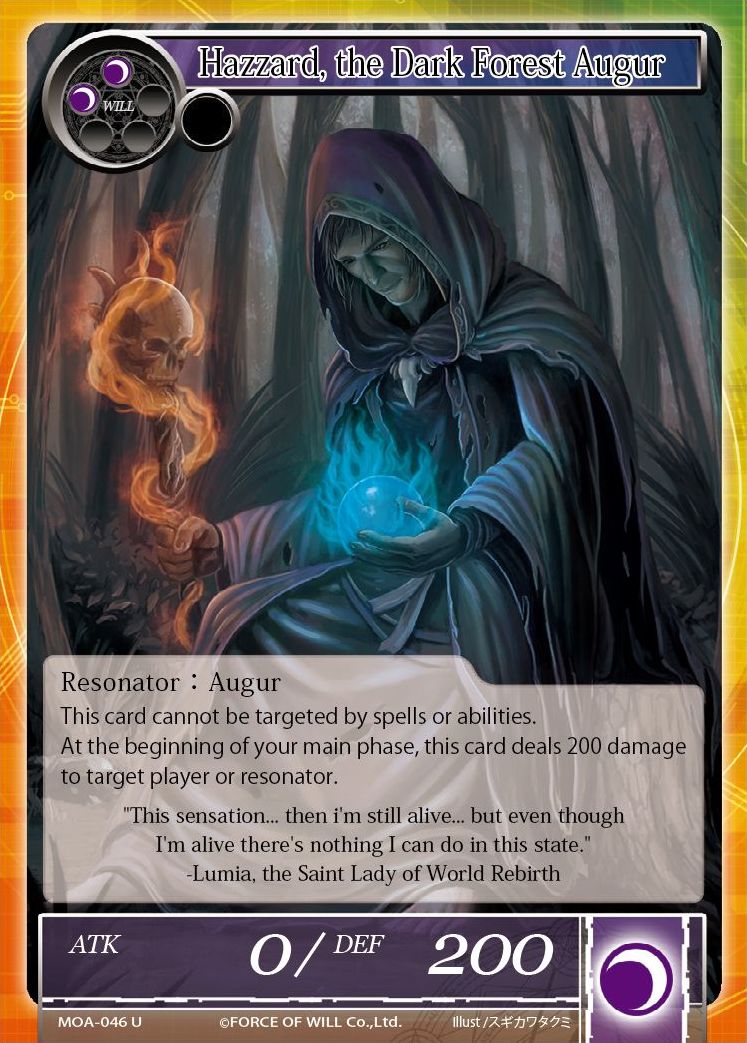 Hazzard, the Dark Forest Augur
WILL
Resonator : Augur
This card cannot be targeted by spells or abilities.
At the beginning of your main phase, this card deals 200 damage
to target player or resonator.
"This sensation... then i'm still alive... but even though
I'm alive there's nothing I can do in this state."
-Lumia, the Saint Lady of World Rebirth
ATK 0 / DEF 200
MOA-046 U ©FORCE OF WILL Co.,Ltd. Illust /スギカワタクミ